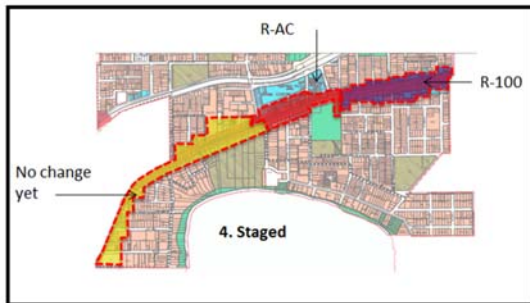 R-AC
R-100
No change
yet
4. Staged